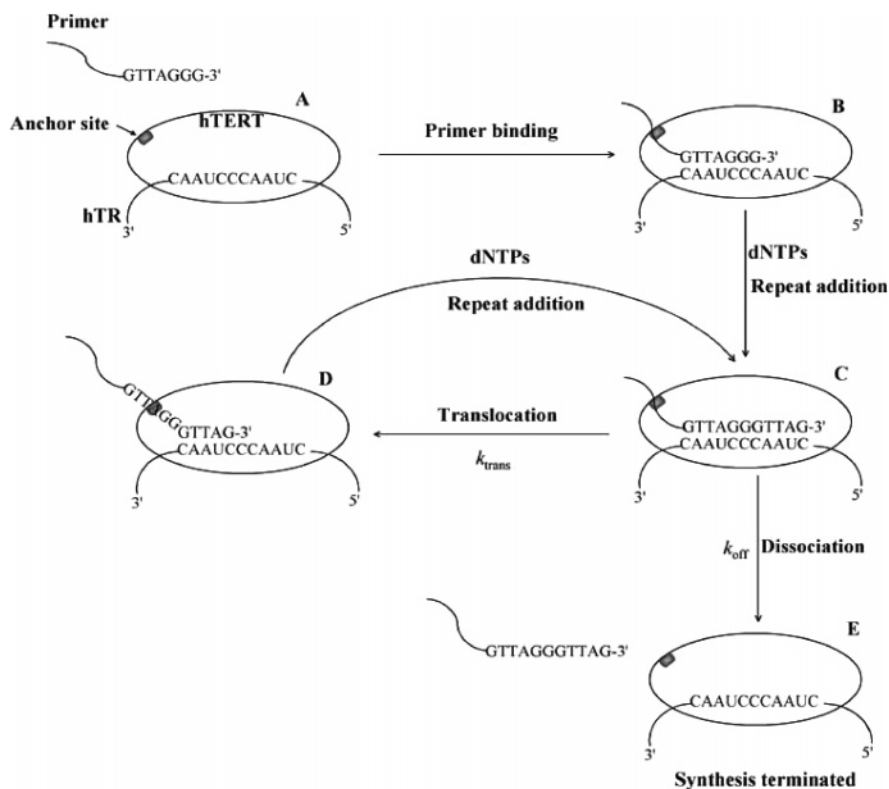 Primer
GTTAGGG-3'
A
Anchor site
hTERT
CAAUCCCAAUC
hTR
3'
5'
Primer binding
B
GTTAGGG-3'
CAAUCCCAAUC
3'
5'
dNTPs
Repeat addition
dNTPs
Repeat addition
D
GTTAGG
GTTAG-3'
CAAUCCCAAUC
3'
5'
Translocation
ktrans
C
GTTAGGGTTAG-3'
CAAUCCCAAUC
3'
5'
koff Dissociation
E
GTTAGGGTTAG-3'
CAAUCCCAAUC
3'
5'
Synthesis terminated